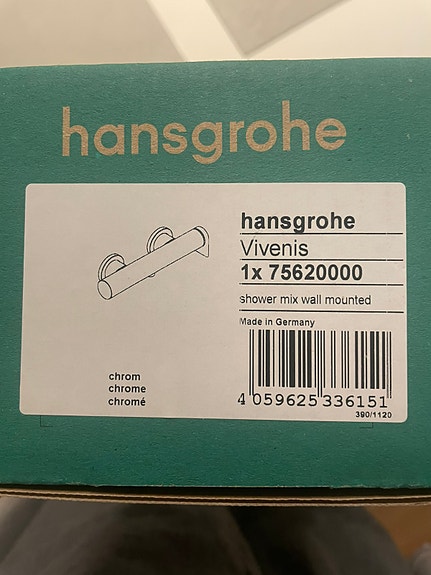 hansgrohe
hansgrohe
Vivenis
1x 75620000
shower mix wall mounted
Made in Germany
chrom
chrome
chromé
4 059625 336151
390/1120